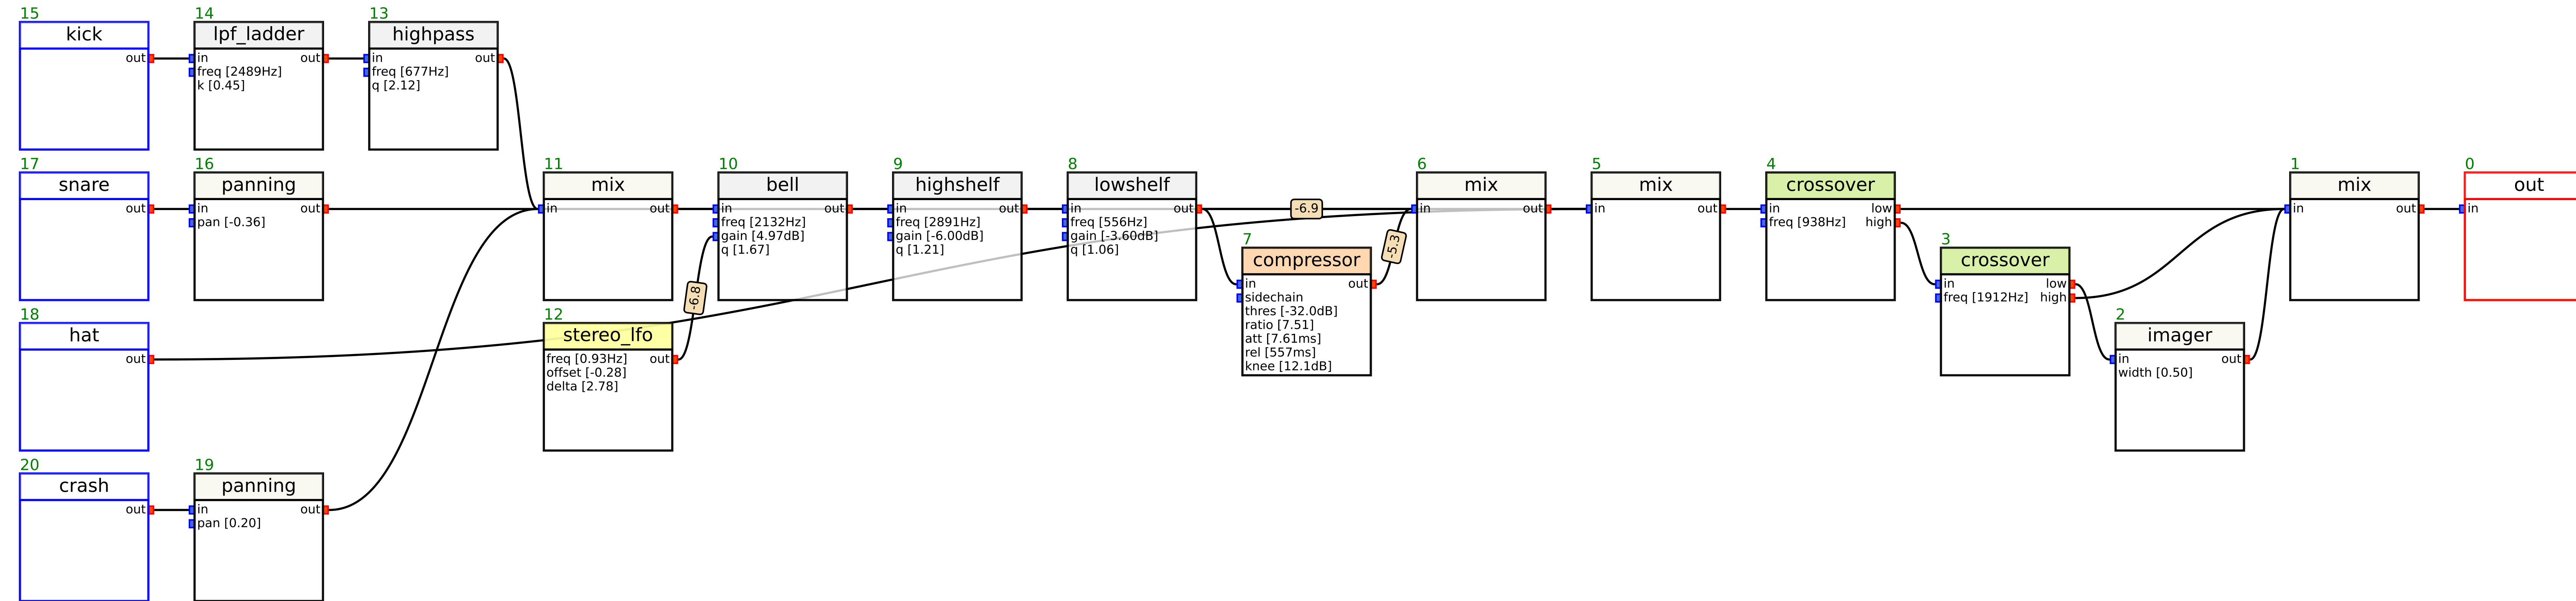 15
kick
out
14
lpf_ladder
in
out
freq [2489Hz]
k [0.45]
13
highpass
in
out
freq [677Hz]
q [2.12]
17
snare
out
16
panning
in
out
pan [-0.36]
11
mix
in
out
10
bell
in
out
freq [2132Hz]
gain [4.97dB]
q [1.67]
9
highshelf
in
out
freq [2891Hz]
gain [-6.00dB]
q [1.21]
8
lowshelf
in
out
freq [556Hz]
gain [-3.60dB]
q [1.06]
-6.9
6
mix
in
out
5
mix
in
out
4
crossover
in
low
freq [938Hz]
high
1
mix
in
out
0
out
in
7
compressor
in
out
sidechain
thres [-32.0dB]
ratio [7.51]
att [7.61ms]
rel [557ms]
knee [12.1dB]
-5.3
3
crossover
in
low
freq [1912Hz]
high
18
hat
out
12
stereo_lfo
freq [0.93Hz]
out
offset [-0.28]
delta [2.78]
-6.8
2
imager
in
out
width [0.50]
20
crash
out
19
panning
in
out
pan [0.20]